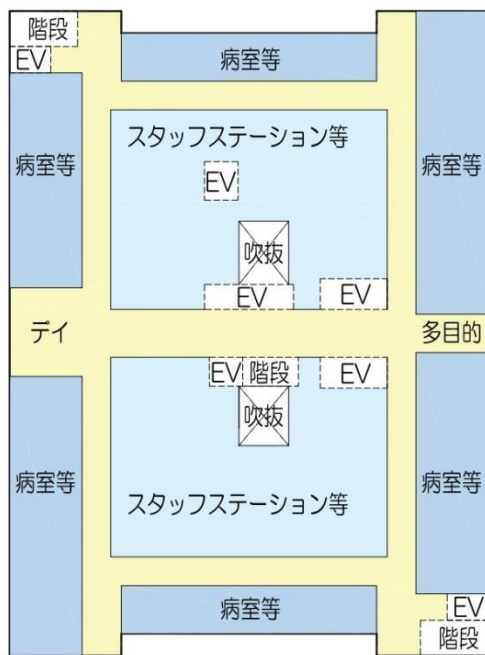 階段
EV
病室等
スタッフステーション等
病室等
病室等
EV
吹抜
EV
EV
デイ
多目的
EV
階段
EV
吹抜
病室等
病室等
スタッフステーション等
病室等
EV
階段